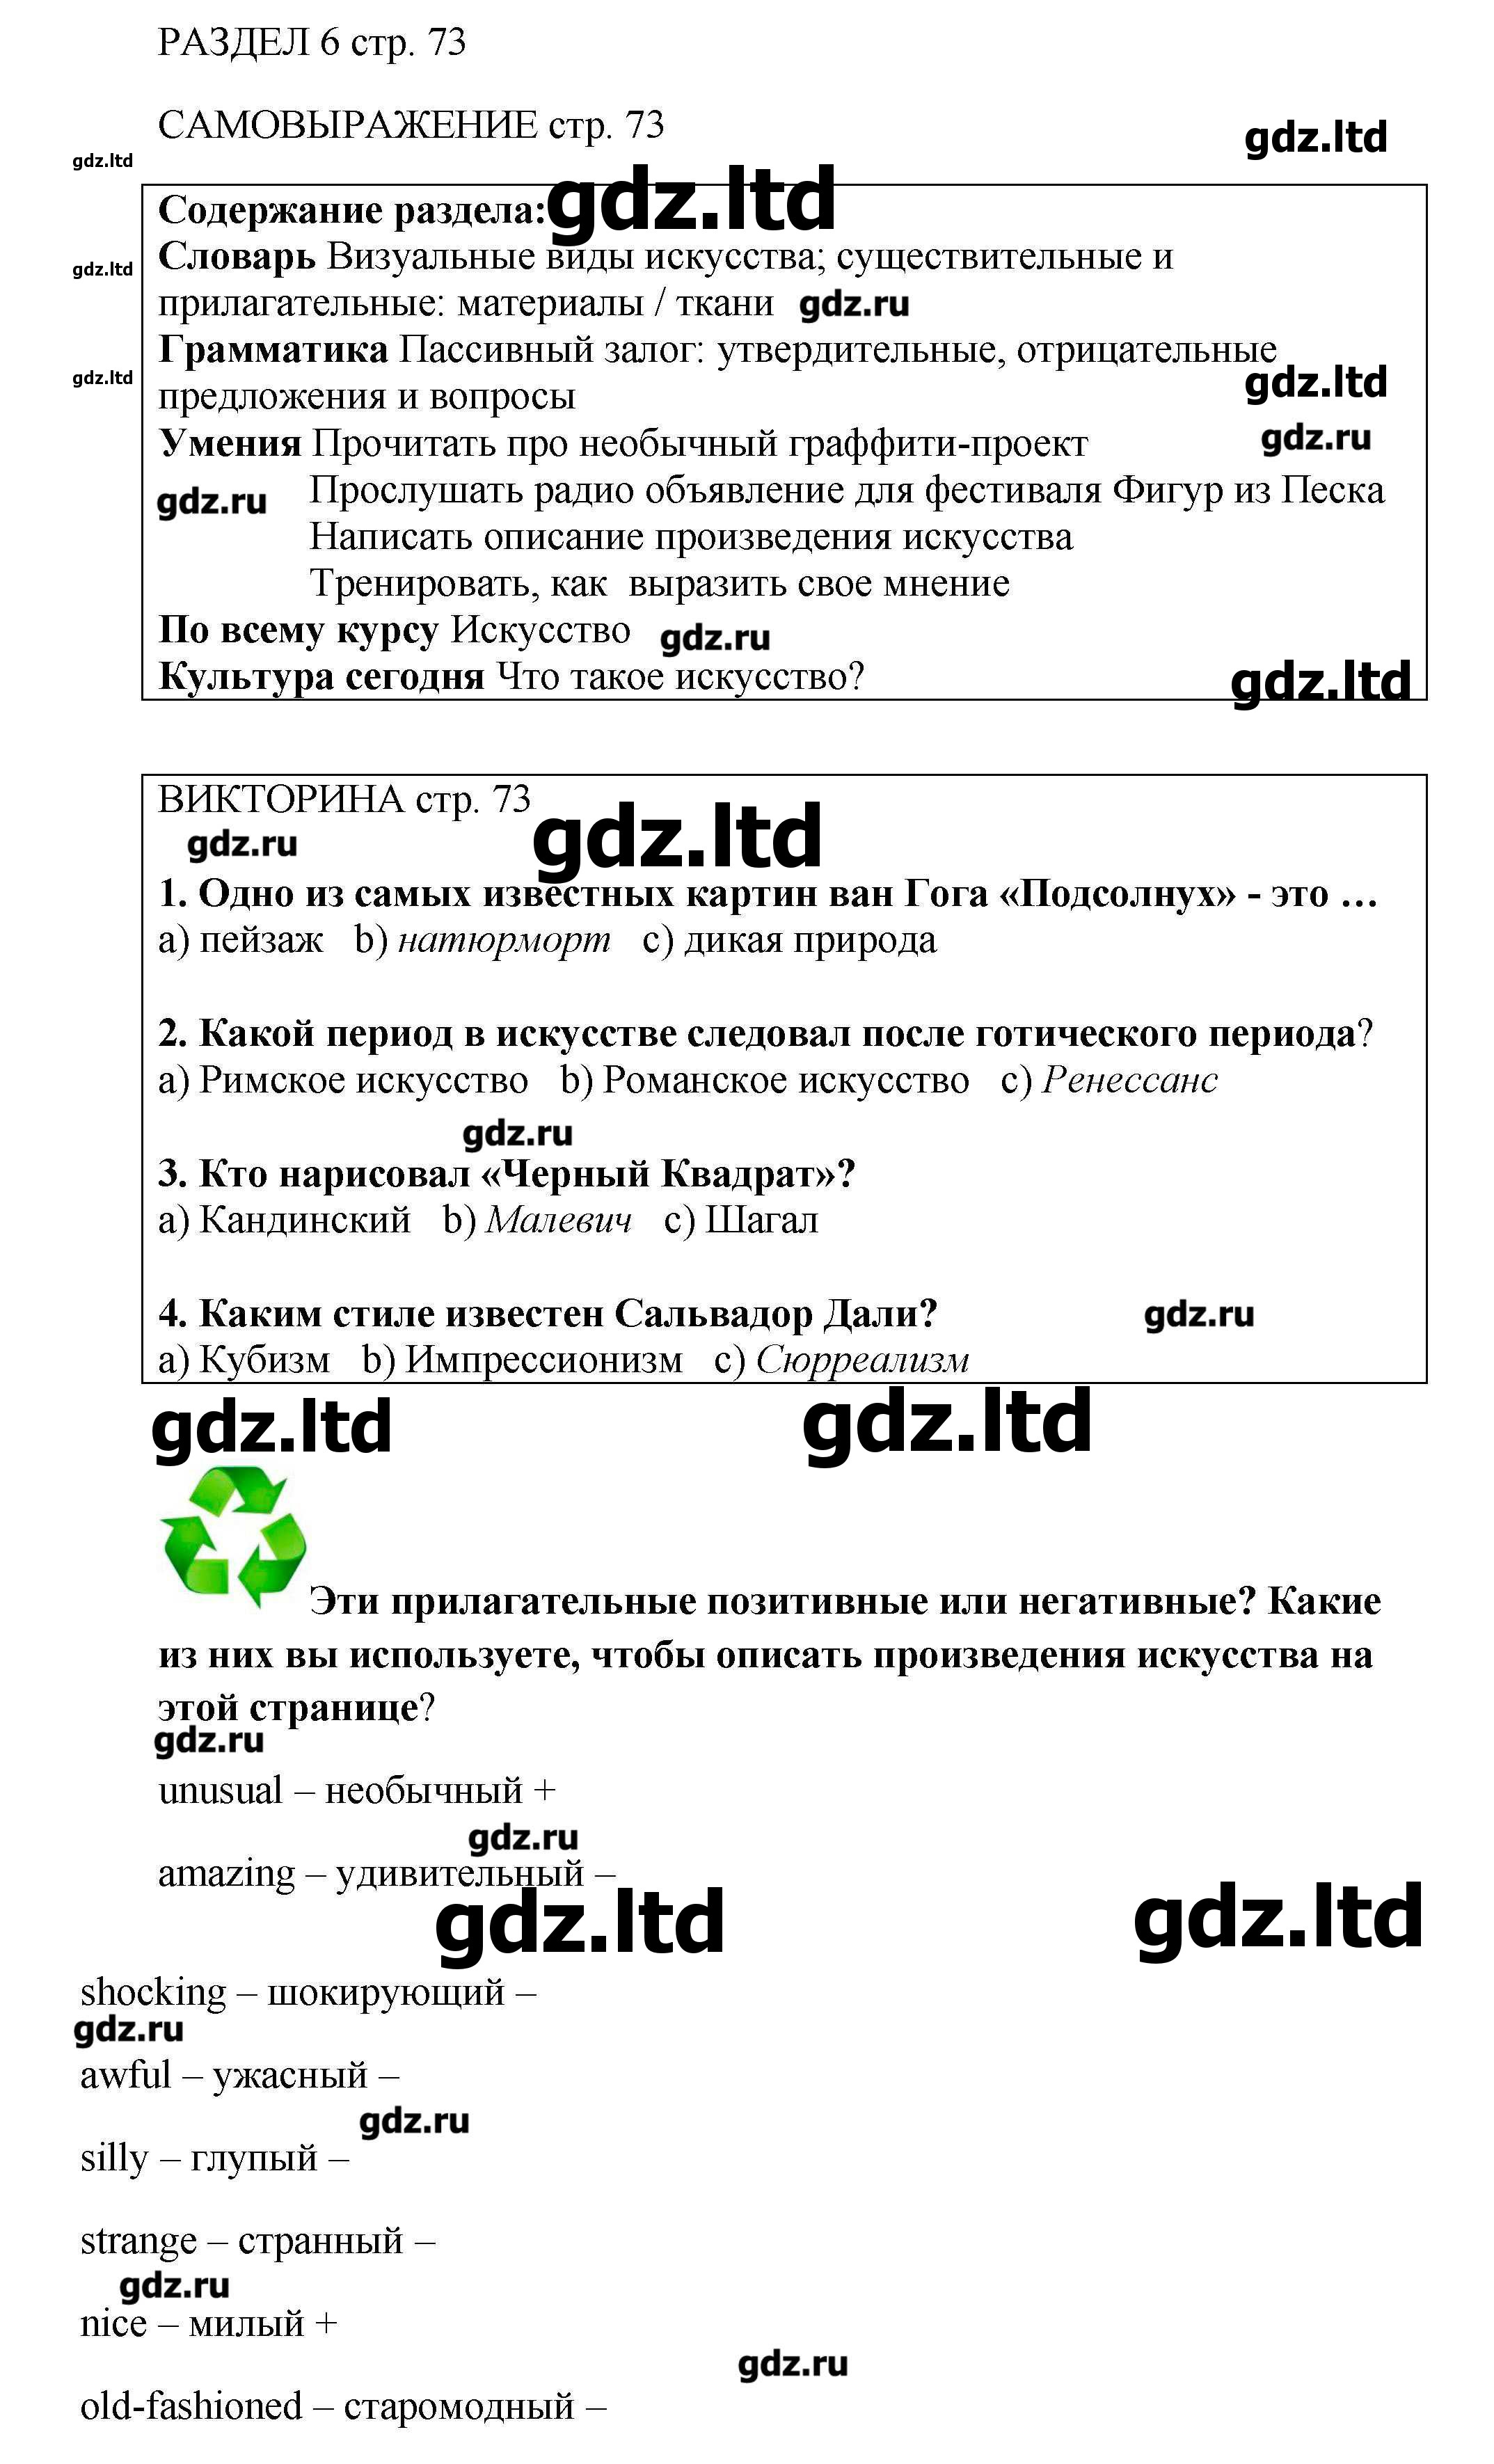 РАЗДЕЛ 6 стр. 73
САМОВЫРАЖЕНИЕ стр. 73
gdz.ltd
gdz.ltd
Содержание раздела:
gdz.ltd
Словарь Визуальные виды искусства; существительные и
gdz.ltd
прилагательные: материалы / ткани
gdz.ru
Грамматика Пассивный залог: утвердительные, отрицательные
gdz.ltd
gdz.ltd
предложения и вопросы
Умения Прочитать про необычный граффити-проект
gdz.ru
Прослушать радио объявление для фестиваля Фигур из Песка
gdz.ru
Написать описание произведения искусства
Тренировать, как выразить свое мнение
По всему курсу Искусство
gdz.ru
Культура сегодня Что такое искусство?
gdz.ltd
ВИКТОРИНА стр. 73
gdz.ru
gdz.ltd
1. Одно из самых известных картин ван Гога «Подсолнух» - это …
a) пейзаж b) натюрморт c) дикая природа
2. Какой период в искусстве следовал после готического периода?
a) Римское искусство b) Романское искусство c) Ренессанс
gdz.ru
3. Кто нарисовал «Черный Квадрат»?
a) Кандинский b) Малевич c) Шагал
4. Каким стиле известен Сальвадор Дали?
gdz.ru
a) Кубизм b) Импрессионизм c) Сюрреализм
gdz.ltd
gdz.ltd
Эти прилагательные позитивные или негативные? Какие
из них вы используете, чтобы описать произведения искусства на
этой странице?
gdz.ru
unusual – необычный +
gdz.ru
amazing – удивительный –
gdz.ltd
gdz.ltd
shocking – шокирующий –
gdz.ru
awful – ужасный –
gdz.ru
silly – глупый –
strange – странный –
gdz.ru
nice – милый +
gdz.ru
old-fashioned – старомодный –